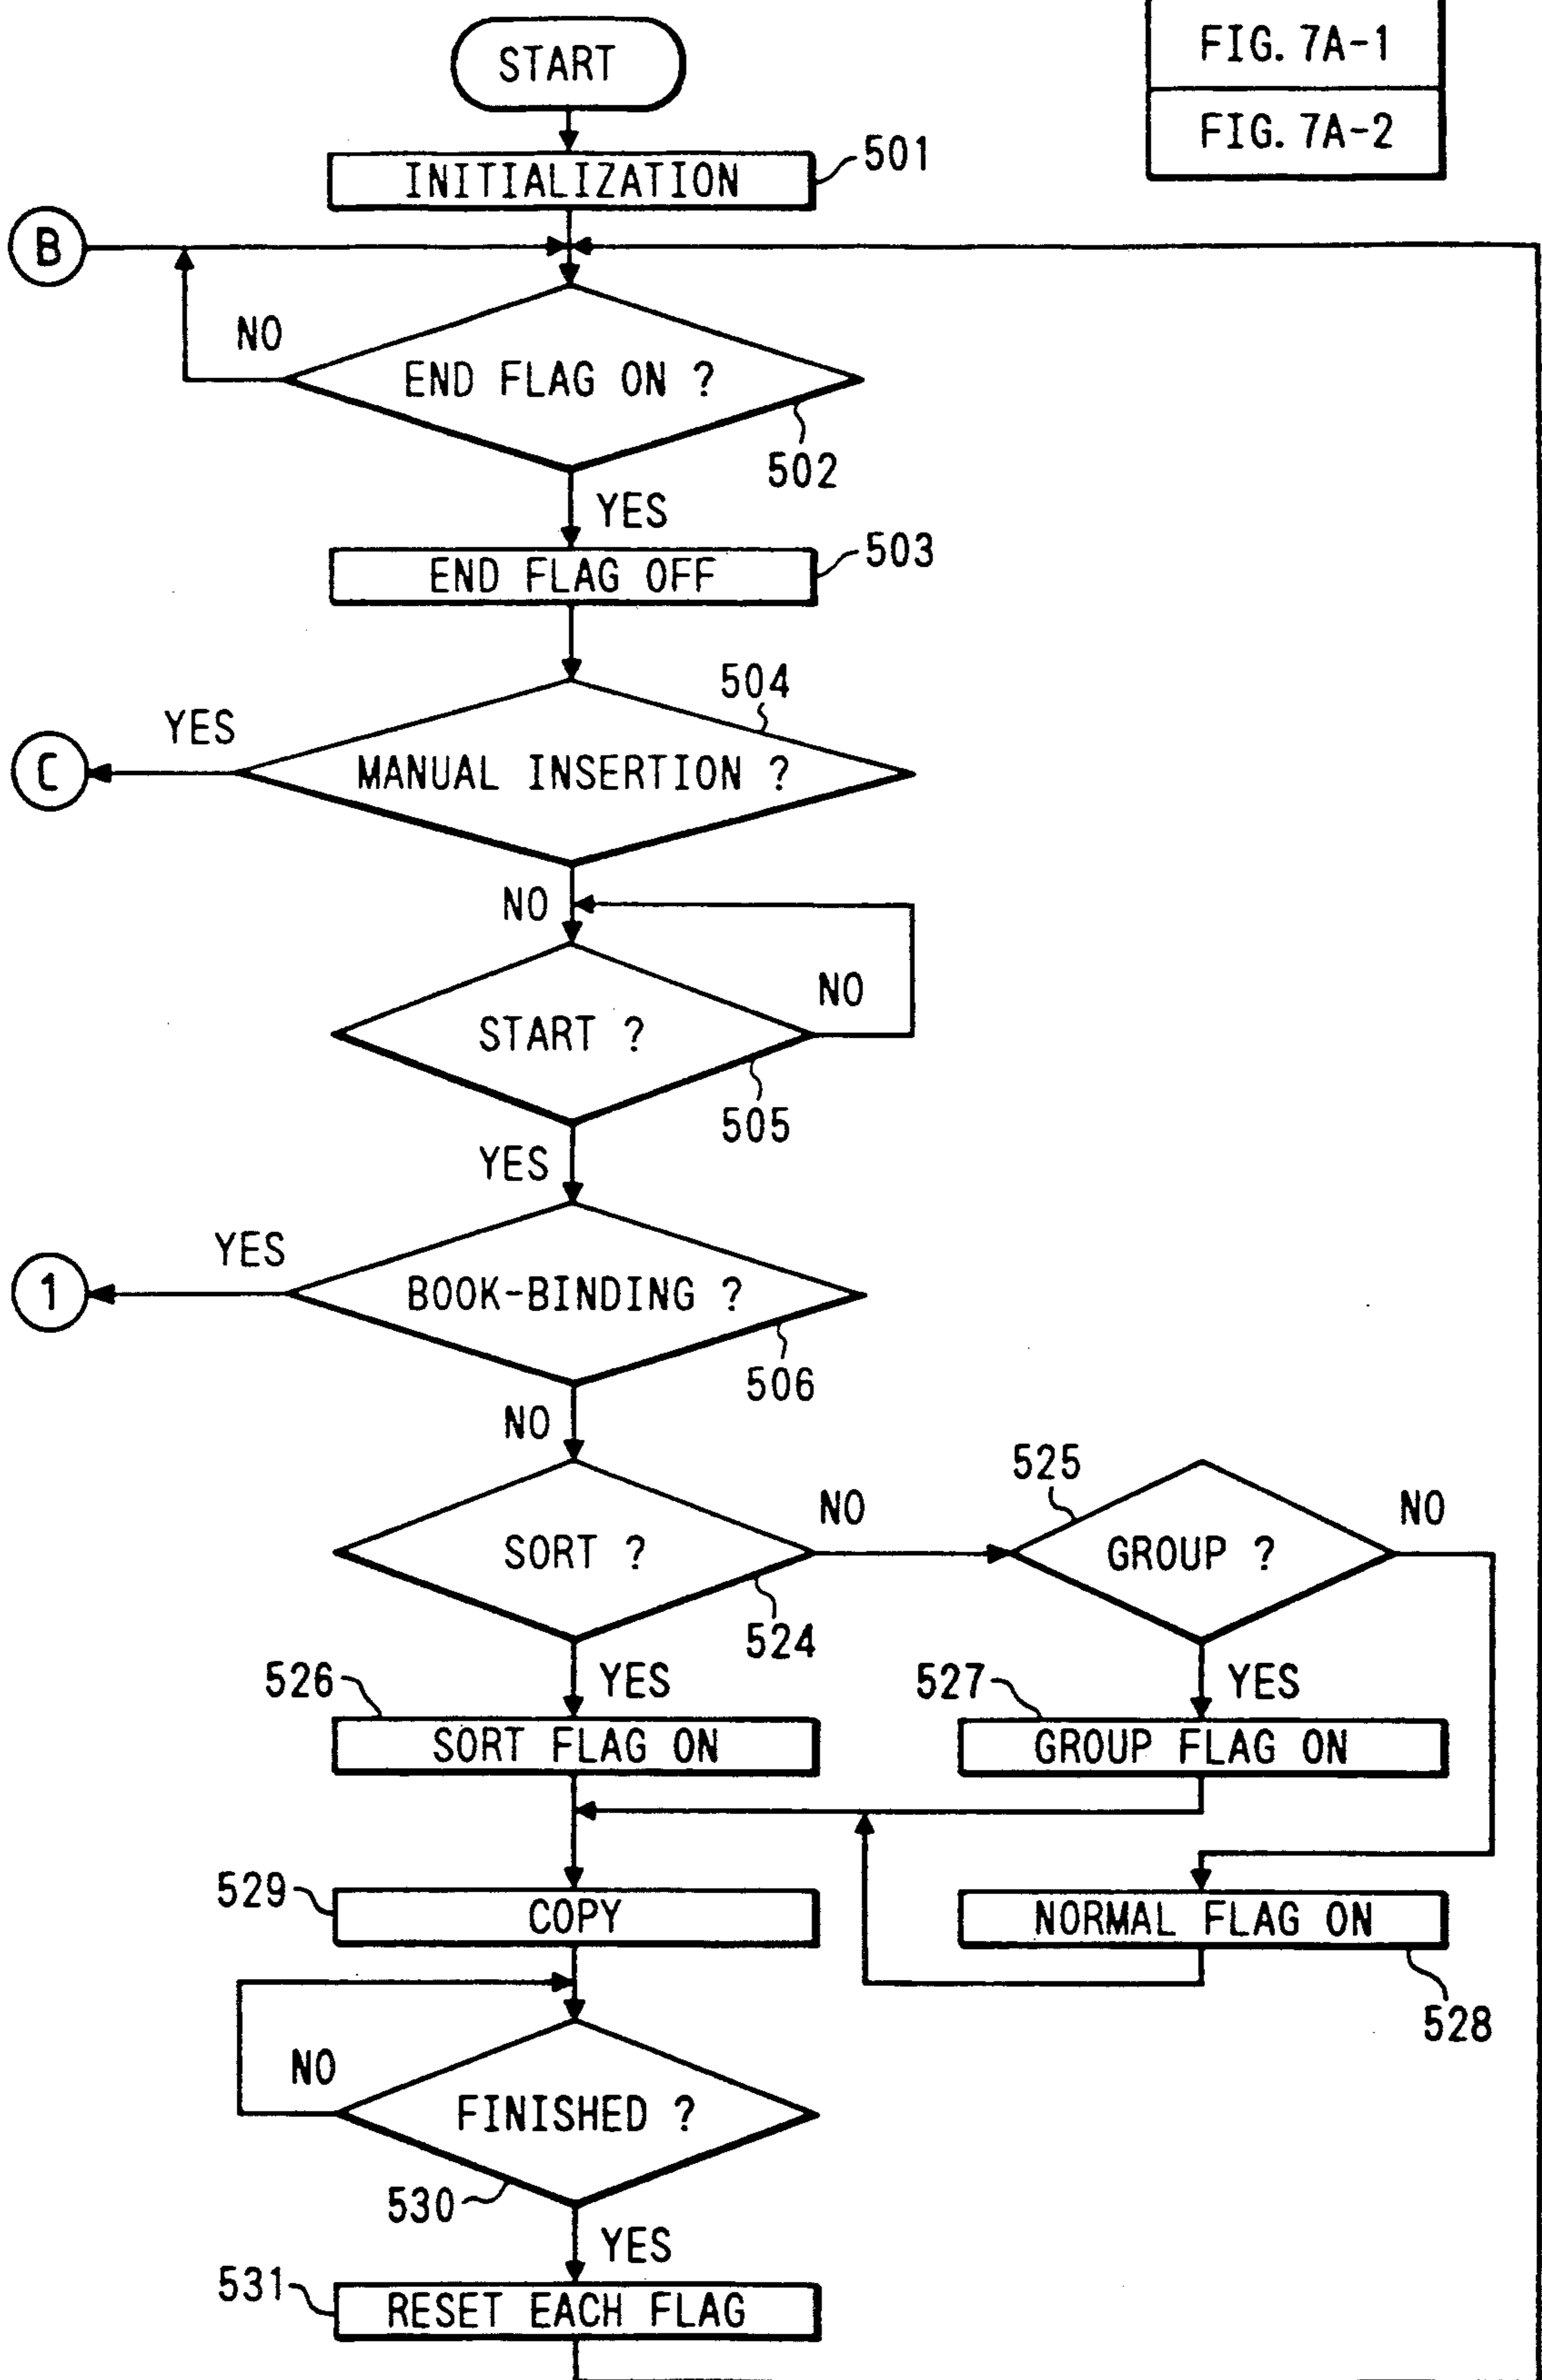 FIG. 7A-1
FIG. 7A-2
START
INITIALIZATION
501
B
NO
END FLAG ON ?
502
YES
END FLAG OFF
503
504
YES
C
MANUAL INSERTION ?
NO
NO
START ?
505
YES
YES
1
BOOK-BINDING ?
506
NO
525
NO
NO
SORT ?
GROUP ?
524
526
YES
527
YES
SORT FLAG ON
GROUP FLAG ON
529
COPY
NORMAL FLAG ON
528
NO
FINISHED ?
530
YES
531
RESET EACH FLAG